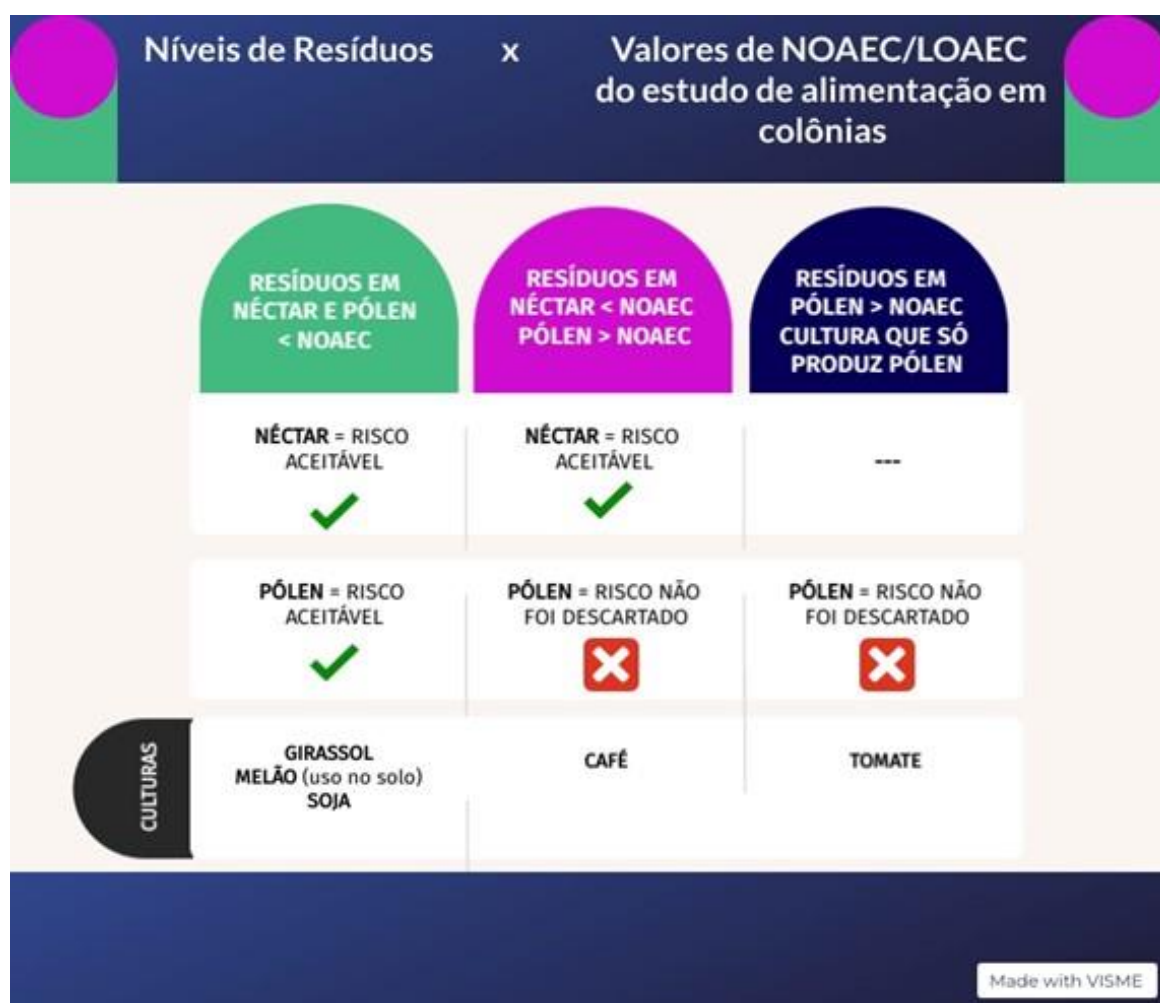 Níveis de Resíduos x Valores de NOAEC/LOAEC
do estudo de alimentação em
colônias
RESÍDUOS EM
NÉCTAR E PÓLEN
< NOAEC
RESÍDUOS EM
NÉCTAR < NOAEC
PÓLEN > NOAEC
RESÍDUOS EM
PÓLEN > NOAEC
CULTURA QUE SÓ
PRODUZ PÓLEN
NÉCTAR = RISCO
ACEITÁVEL
NÉCTAR = RISCO
ACEITÁVEL
---
PÓLEN = RISCO
ACEITÁVEL
PÓLEN = RISCO NÃO
FOI DESCARTADO
PÓLEN = RISCO NÃO
FOI DESCARTADO
CULTURAS
GIRASSOL
MELÃO (uso no solo)
SOJA
CAFÉ
TOMATE
Made with VISME